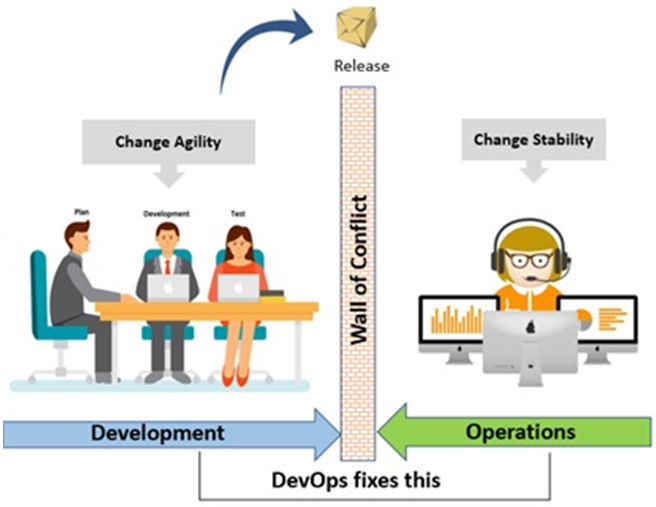 Release
Change Agility
Change Stability
Plan
Development
Test
Wall of Conflict
Development
Operations
DevOps fixes this